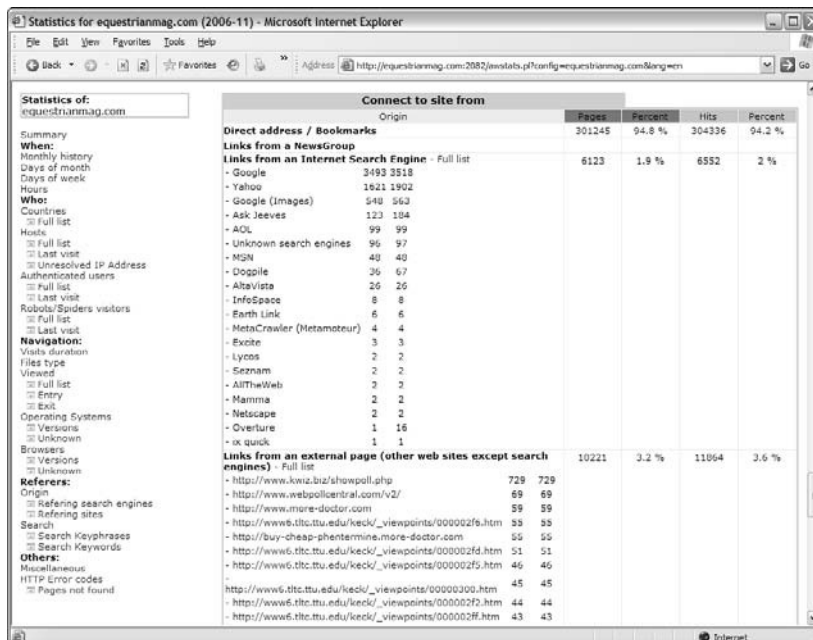 Statistics for equestrianmag.com (2006-11) - Microsoft Internet Explorer
File Edit View Favorites Tools Help
Back Favorites » Address http://equestrianmag.com:2082/awstats.pl?config=equestrianmag.com&lang=en Go
Statistics of:
equestrianmag.com
Summary
When:
Monthly history
Days of month
Days of week
Hours
Who:
Countries
Full list
Hosts
Full list
Last visit
Unresolved IP Address
Authenticated users
Full list
Last visit
Robots/Spiders visitors
Full list
Last visit
Navigation:
Visits duration
Files type
Viewed
Full list
Entry
Exit
Operating Systems
Versions
Unknown
Browsers
Versions
Unknown
Referers:
Origin
Refering search engines
Refering sites
Search
Search Keyphrases
Search Keywords
Others:
Miscellaneous
HTTP Error codes
Pages not found
Connect to site from
Origin Pages Percent Hits Percent
Direct address / Bookmarks 301245 94.8 % 304336 94.2 %
Links from a NewsGroup
Links from an Internet Search Engine - Full list 6123 1.9 % 6552 2 %
- Google 3493 3518
- Yahoo 1621 1902
- Google (Images) 548 563
- Ask Jeeves 123 184
- AOL 99 99
- Unknown search engines 96 97
- MSN 48 48
- Dogpile 36 67
- AltaVista 26 26
- InfoSpace 8 8
- Earth Link 6 6
- MetaCrawler (Metamoteur) 4 4
- Excite 3 3
- Lycos 2 2
- Seznam 2 2
- AllTheWeb 2 2
- Mamma 2 2
- Netscape 2 2
- Overture 1 16
- ix quick 1 1
Links from an external page (other web sites except search
engines) - Full list 10221 3.2 % 11864 3.6 %
- http://www.kwiz.biz/showpoll.php 729 729
- http://www.webpollcentral.com/v2/ 69 69
- http://www.more-doctor.com 59 59
- http://www6.tltc.ttu.edu/keck/_viewpoints/000002f6.htm 55 55
- http://buy-cheap-phentermine.more-doctor.com 55 55
- http://www6.tltc.ttu.edu/keck/_viewpoints/000002fd.htm 51 51
- http://www6.tltc.ttu.edu/keck/_viewpoints/000002f5.htm 46 46
-
http://www6.tltc.ttu.edu/keck/_viewpoints/00000300.htm 45 45
- http://www6.tltc.ttu.edu/keck/_viewpoints/000002f2.htm 44 44
- http://www6.tltc.ttu.edu/keck/_viewpoints/000002ff.htm 43 43
Internet